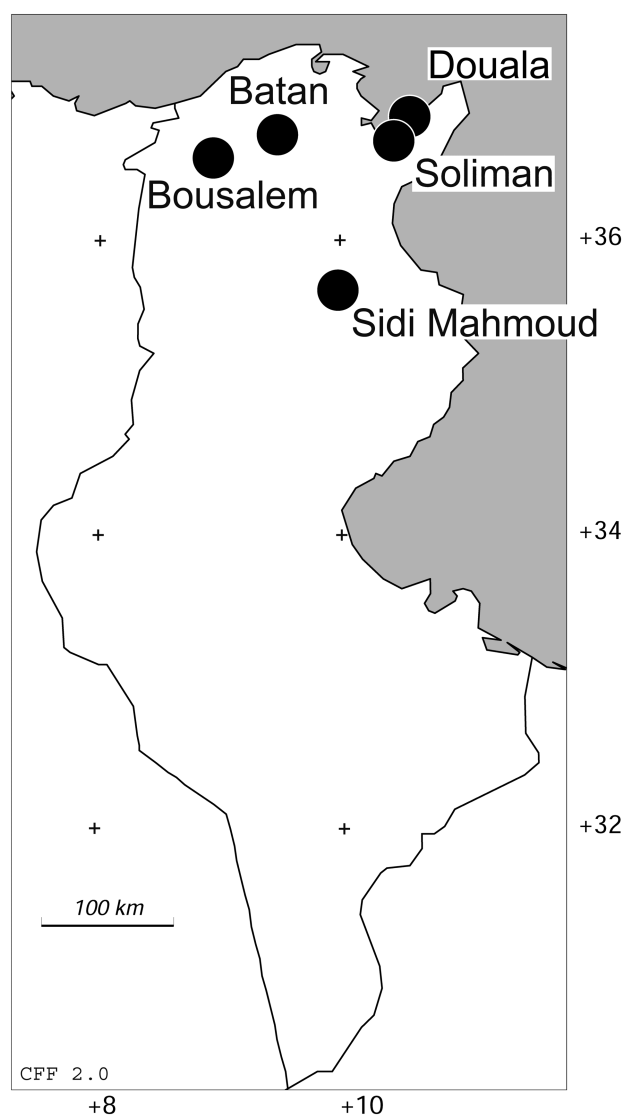 Douala
Batan
Soliman
Bousalem
+36
Sidi Mahmoud
+34
+32
100 km
CFF 2.0
+8
+10